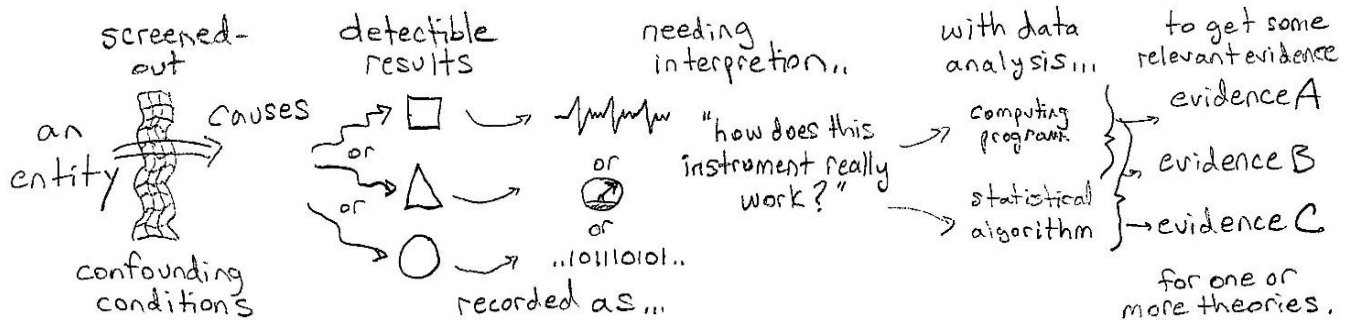 an
entity
screened-
out
confounding
conditions
causes
detectible
results
or
or
recorded as...
needing
interpretion..
or
or
..101110101..
"how does this
instrument really
work?"
with data
analysis...
computing
program
statistical
algorithm
to get some
relevant evidence
evidence A
evidence B
evidence C
for one or
more theories.